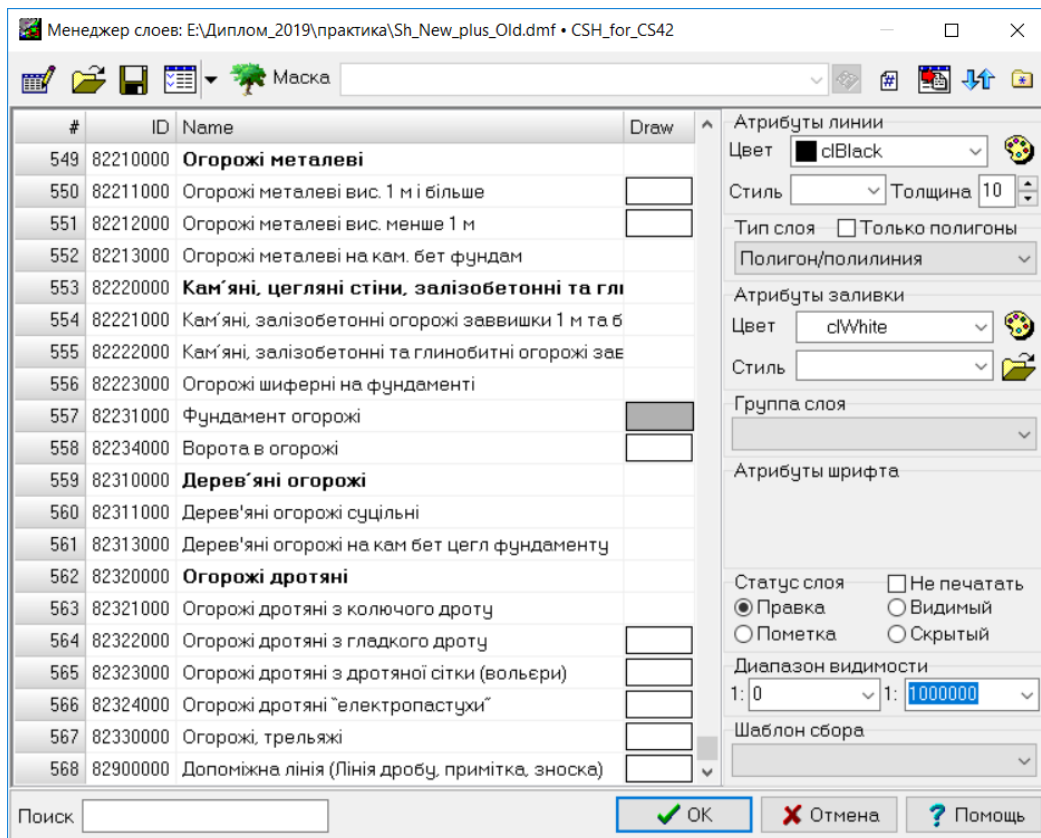 Менеджер слоев: E:\Диплом_2019\практика\Sh_New_plus_Old.dmf • CSH_for_CS42
Маска
# ID Name Draw
549 82210000 Огорожі металеві
550 82211000 Огорожі металеві вис. 1 м і більше
551 82212000 Огорожі металеві вис. менше 1 м
552 82213000 Огорожі металеві на кам. бет фундам
553 82220000 Кам´яні, цегляні стіни, залізобетонні та гли
554 82221000 Кам´яні, залізобетонні огорожі заввишки 1 м та б
555 82222000 Кам´яні, залізобетонні та глинобитні огорожі зав
556 82223000 Огорожі шиферні на фундаменті
557 82231000 Фундамент огорожі
558 82234000 Ворота в огорожі
559 82310000 Дерев´яні огорожі
560 82311000 Дерев'яні огорожі суцільні
561 82313000 Дерев'яні огорожі на кам бет цегл фундаменту
562 82320000 Огорожі дротяні
563 82321000 Огорожі дротяні з колючого дроту
564 82322000 Огорожі дротяні з гладкого дроту
565 82323000 Огорожі дротяні з дротяної сітки (вольєри)
566 82324000 Огорожі дротяні “електропастухи”
567 82330000 Огорожі, трельяжі
568 82900000 Допоміжна лінія (Лінія дробу, примітка, зноска)
Атрибуты линии
Цвет clBlack
Стиль Толщина 10
Тип слоя Только полигоны
Полигон/полилиния
Атрибуты заливки
Цвет clWhite
Стиль
Группа слоя
Атрибуты шрифта
Статус слоя Не печатать
Правка Видимый
Пометка Скрытый
Диапазон видимости
1: 0 1: 1000000
Шаблон сбора
Поиск OK Отмена ? Помощь